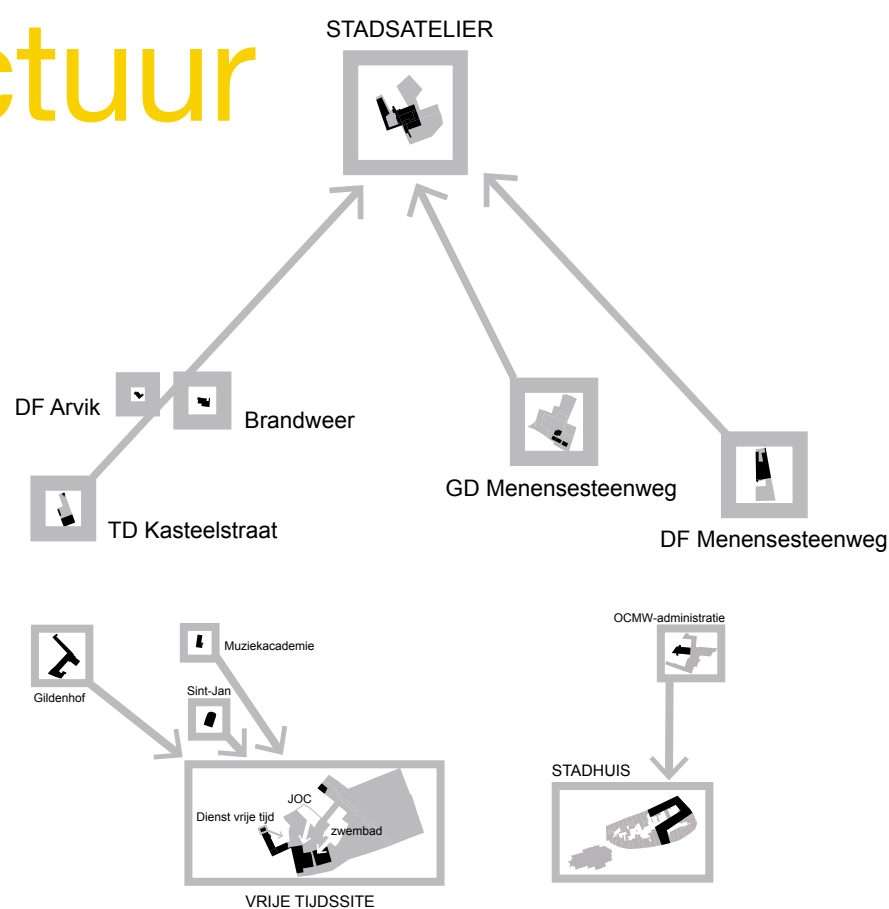 ctuur
STADSATELIER
DF Arvik
Brandweer
GD Menensesteenweg
TD Kasteelstraat
DF Menensesteenweg
OCMW-administratie
Muziekacademie
Sint-Jan
Gildenhof
STADHUIS
JOC
Dienst vrije tijd
zwembad
VRIJE TIJDSSITE